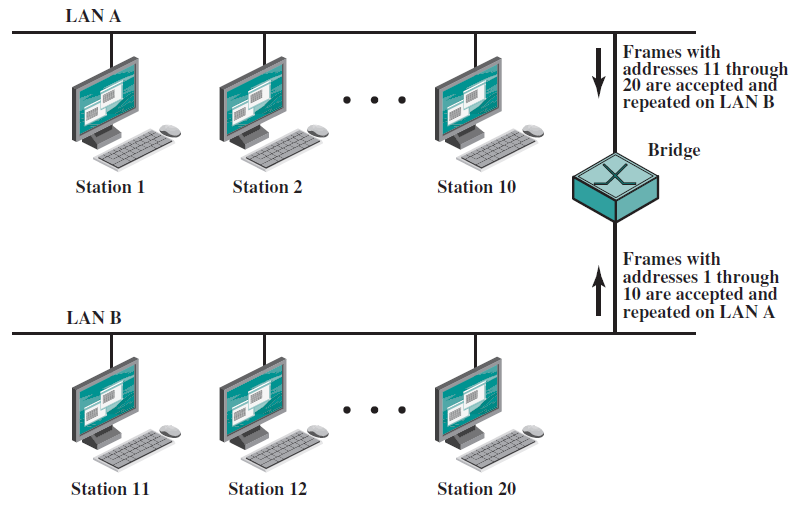 LAN A
Frames with
addresses 11 through
20 are accepted and
repeated on LAN B
Bridge
Station 1
Station 2
Station 10
Frames with
addresses 1 through
10 are accepted and
repeated on LAN A
LAN B
Station 11
Station 12
Station 20